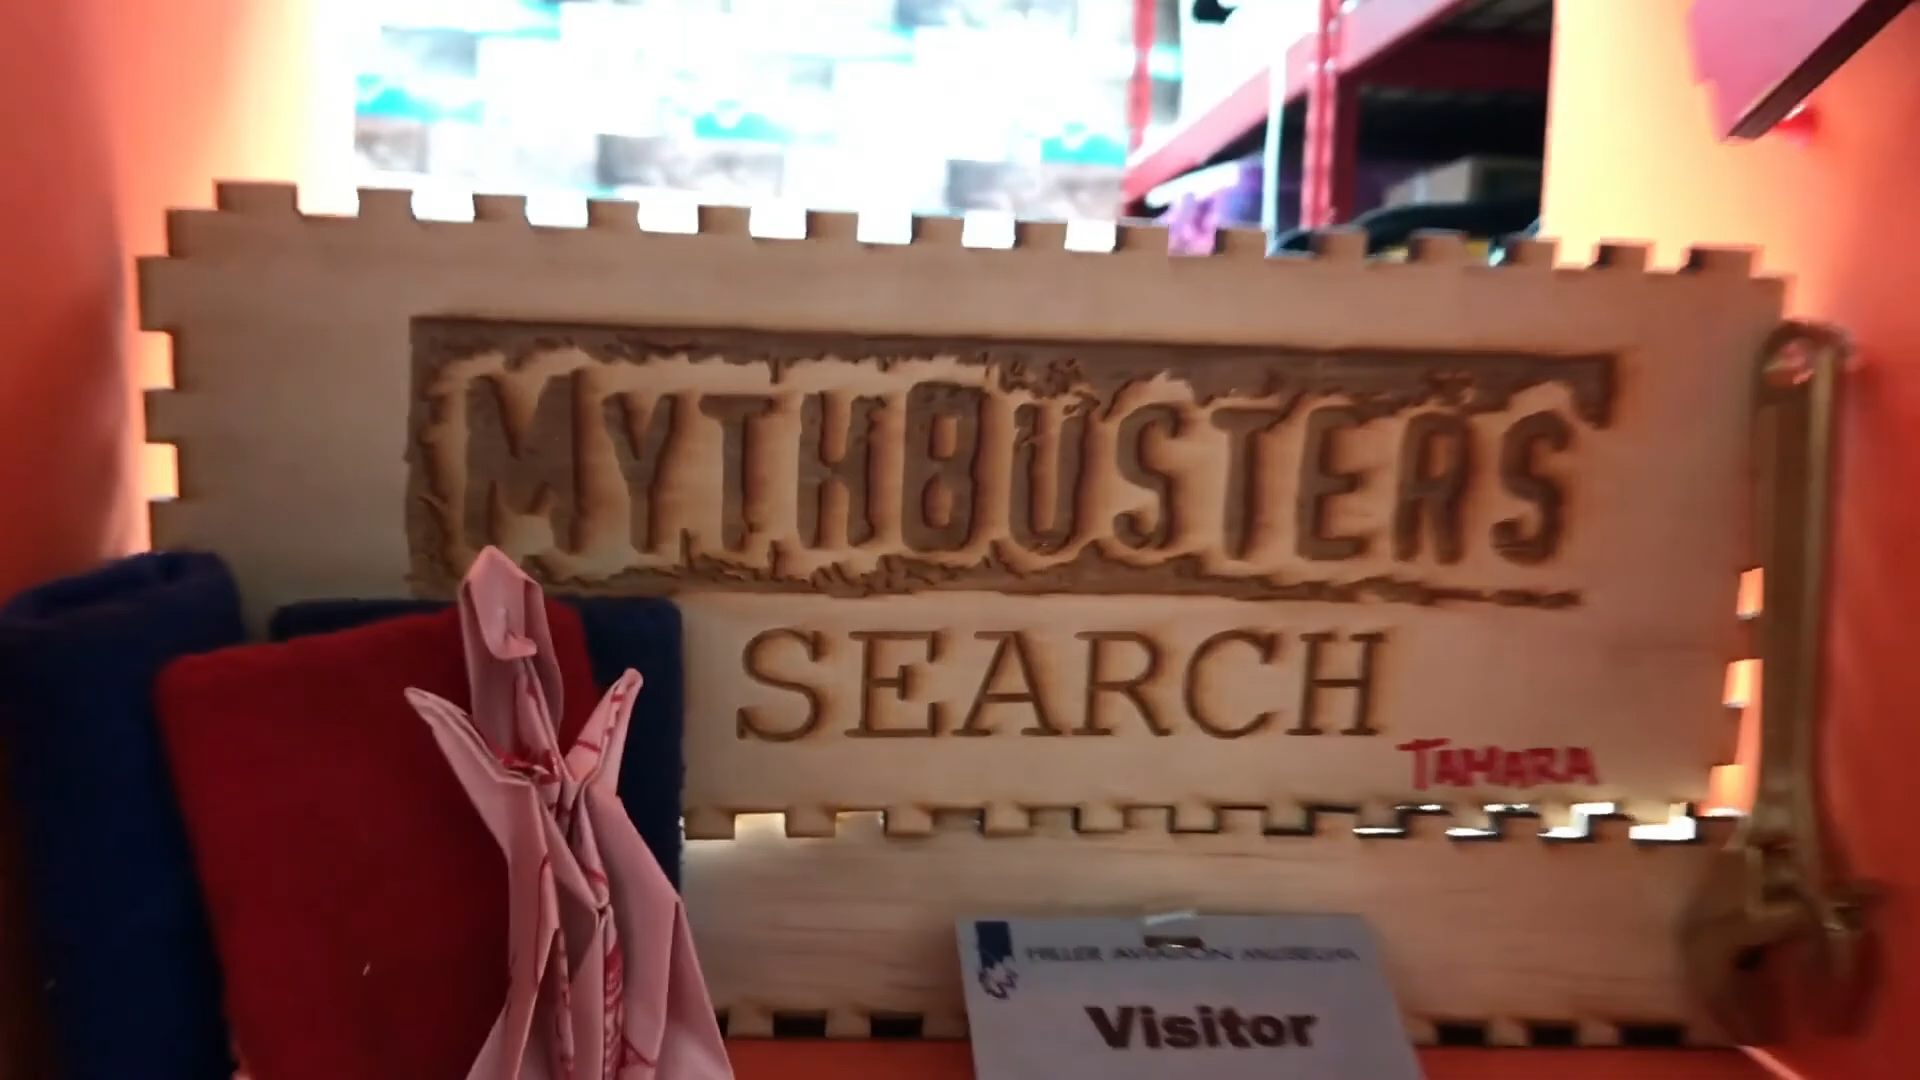 MYTHBUSTERS
SEARCH
TAMARA
HILLER AVIATION MUSEUM
Visitor